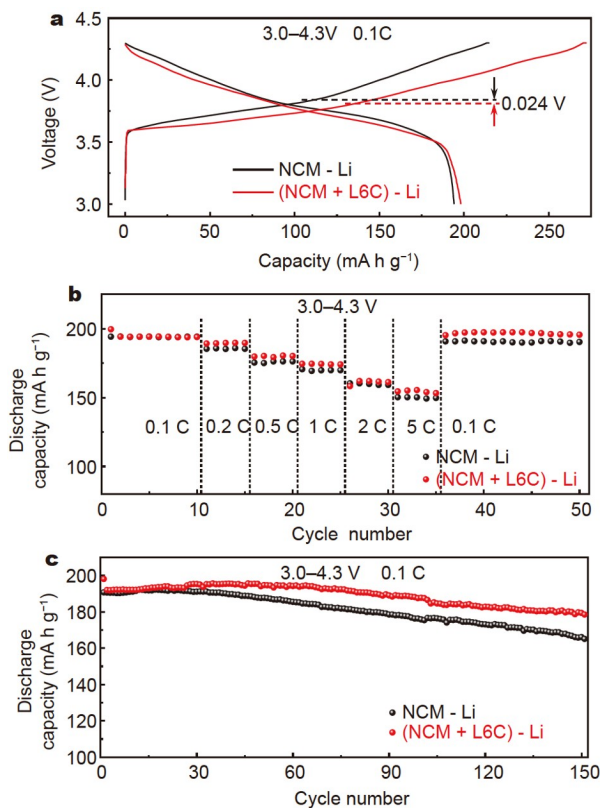 a
3.0–4.3V 0.1C
4.5
4.0
3.5
3.0
Voltage (V)
0.024 V
NCM - Li
(NCM + L6C) - Li
0 50 100 150 200 250
Capacity (mA h g⁻¹)
b
3.0–4.3 V
200
150
100
Discharge
capacity (mA h g⁻¹)
0.1 C 0.2 C 0.5 C 1 C 2 C 5 C 0.1 C
NCM - Li
(NCM + L6C) - Li
0 10 20 30 40 50
Cycle number
c
3.0–4.3 V 0.1 C
200
180
160
140
120
100
Discharge
capacity (mA h g⁻¹)
NCM - Li
(NCM + L6C) - Li
0 30 60 90 120 150
Cycle number